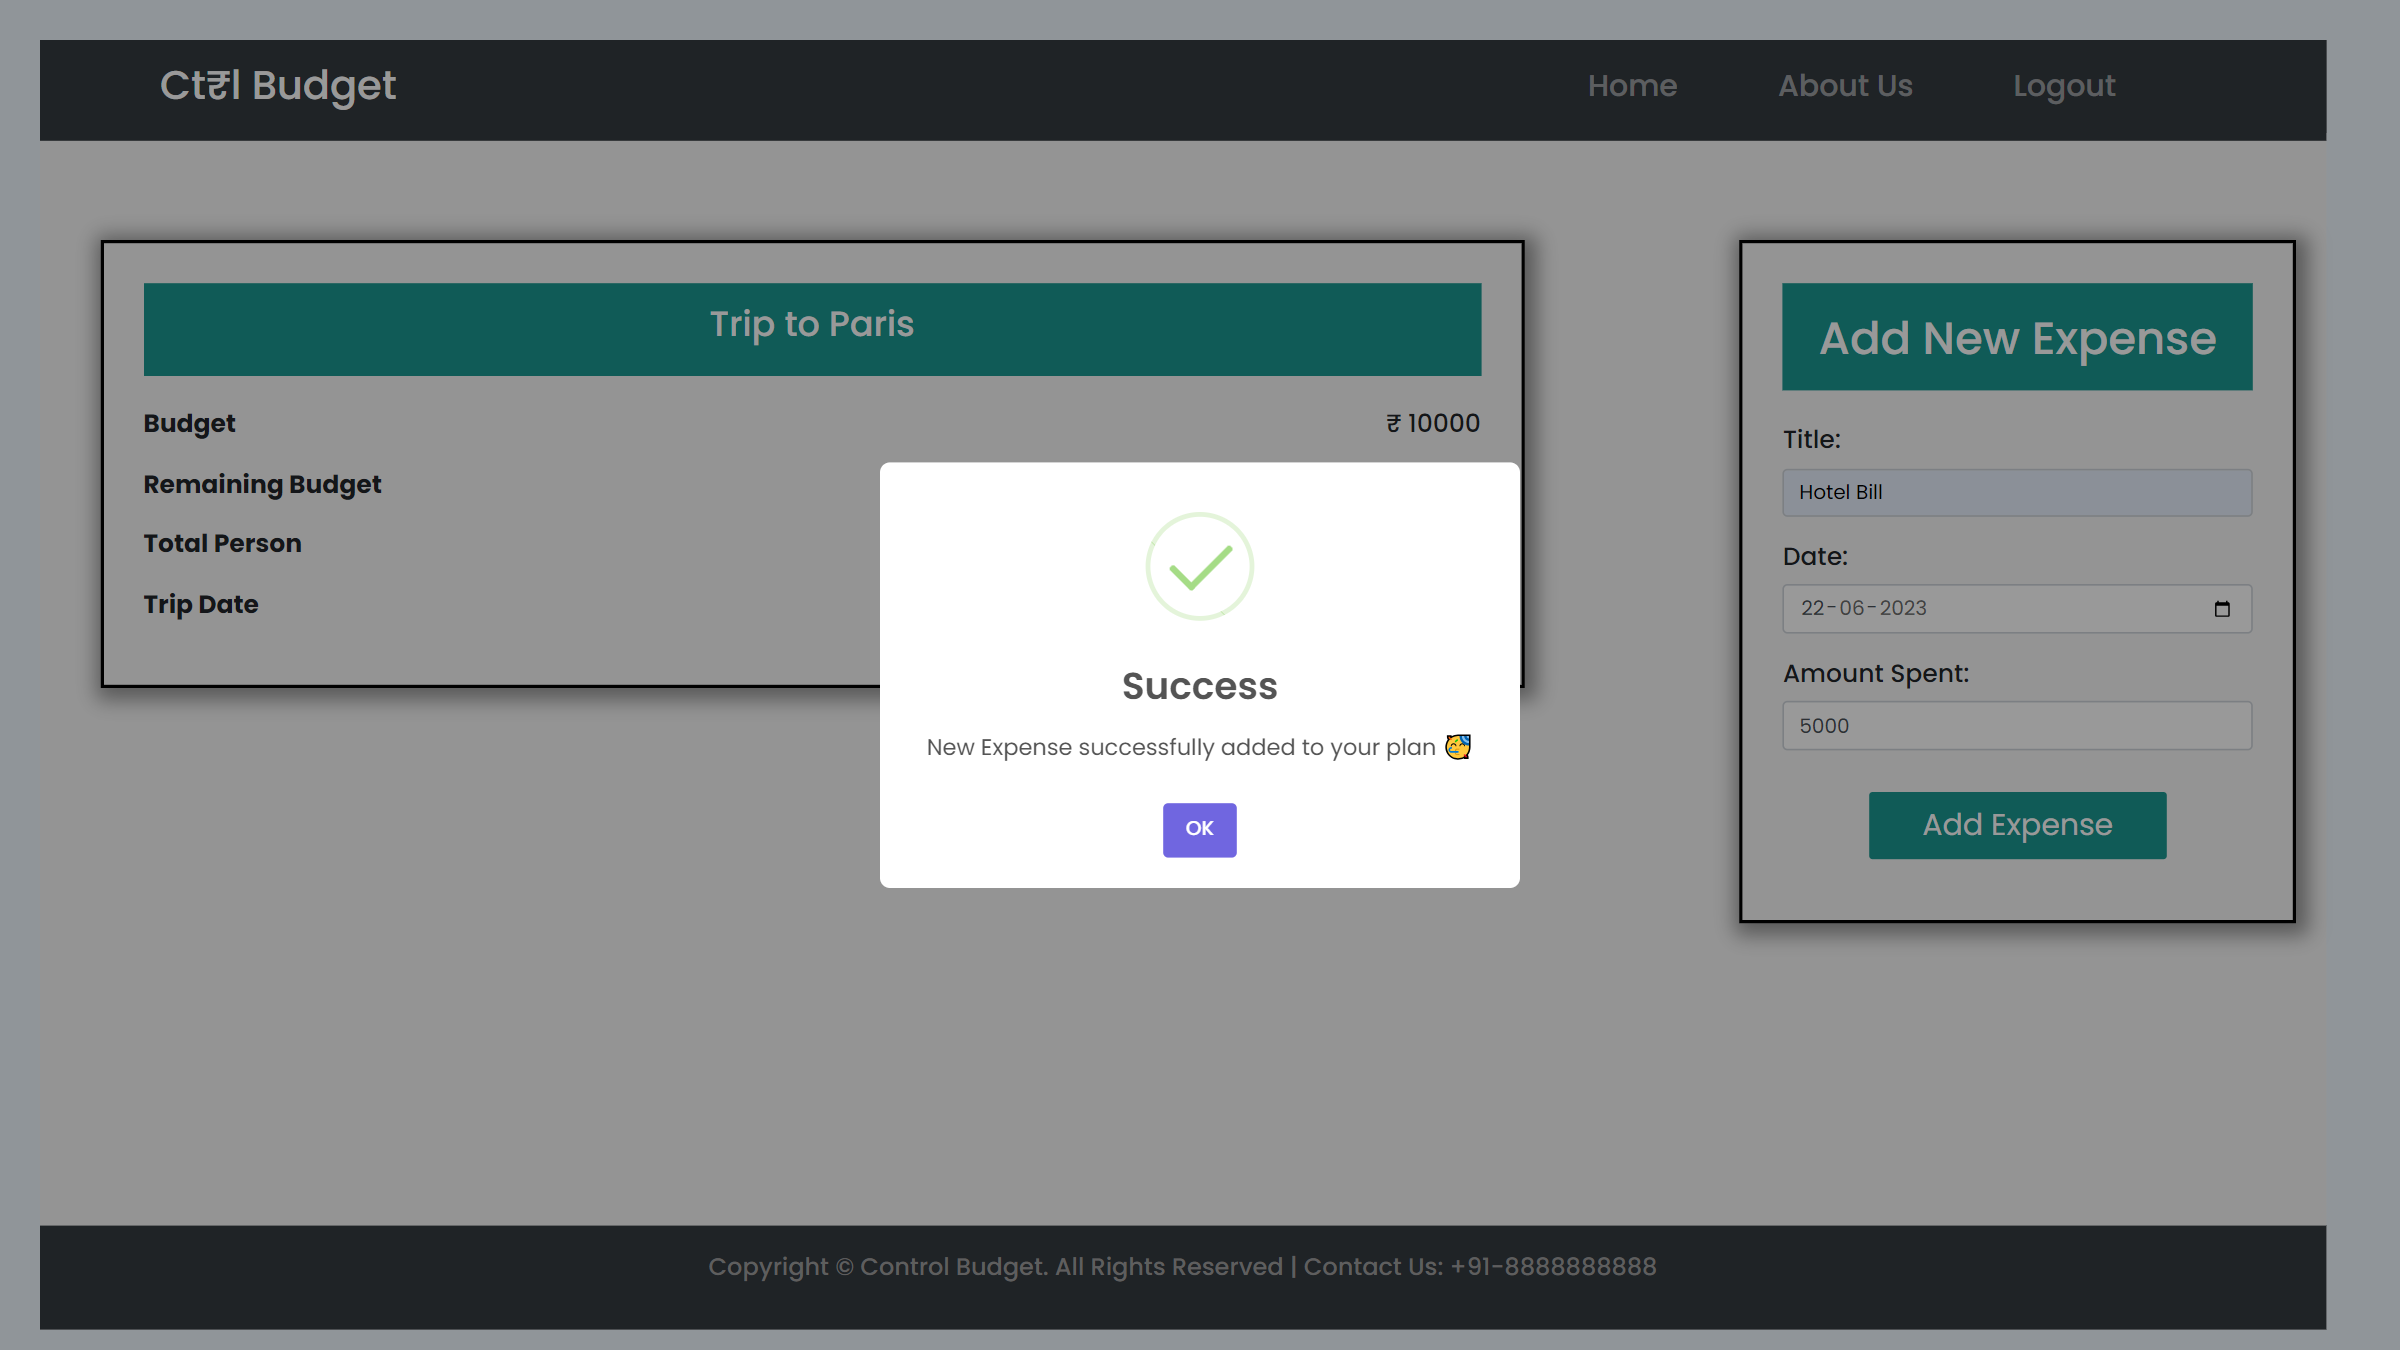 Ct₹l Budget
Home
About Us
Logout
Trip to Paris
Budget
₹ 10000
Remaining Budget
Total Person
Trip Date
Add New Expense
Title:
Hotel Bill
Date:
22-06-2023
Amount Spent:
5000
Add Expense
Success
New Expense successfully added to your plan 🥳
OK
Copyright © Control Budget. All Rights Reserved | Contact Us: +91-8888888888